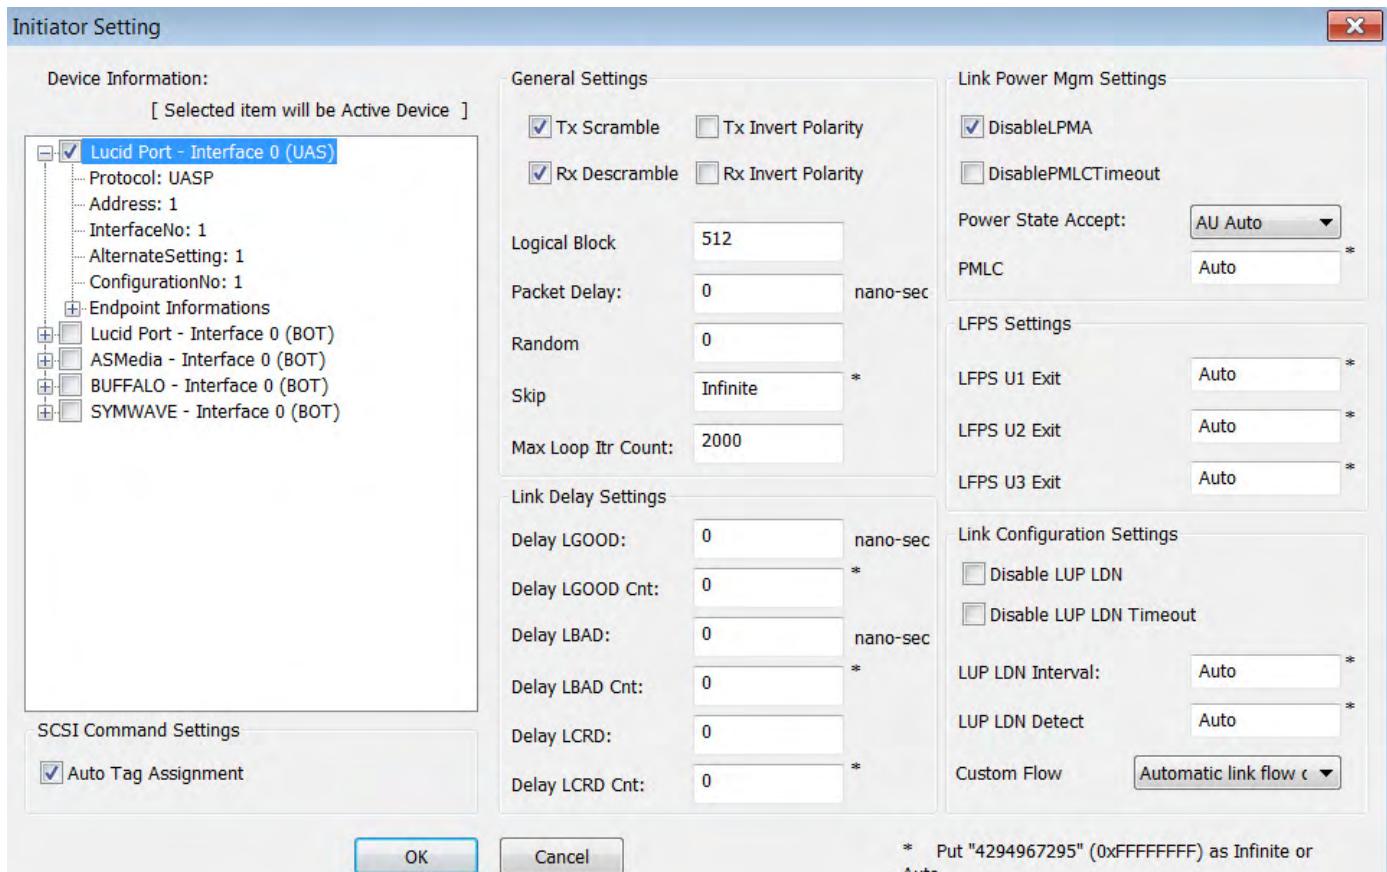 Initiator Setting
Device Information:
[ Selected item will be Active Device ]
Lucid Port - Interface 0 (UAS)
Protocol: UASP
Address: 1
InterfaceNo: 1
AlternateSetting: 1
ConfigurationNo: 1
Endpoint Informations
Lucid Port - Interface 0 (BOT)
ASMedia - Interface 0 (BOT)
BUFFALO - Interface 0 (BOT)
SYMWAVE - Interface 0 (BOT)
SCSI Command Settings
Auto Tag Assignment
General Settings
Tx Scramble Tx Invert Polarity
Rx Descramble Rx Invert Polarity
Logical Block 512
Packet Delay: 0 nano-sec
Random 0
Skip Infinite *
Max Loop Itr Count: 2000
Link Delay Settings
Delay LGOOD: 0 nano-sec
Delay LGOOD Cnt: 0 *
Delay LBAD: 0 nano-sec
Delay LBAD Cnt: 0 *
Delay LCRD: 0
Delay LCRD Cnt: 0 *
Link Power Mgm Settings
DisableLPMA
DisablePMLCTimeout
Power State Accept: AU Auto
PMLC Auto *
LFPS Settings
LFPS U1 Exit Auto *
LFPS U2 Exit Auto *
LFPS U3 Exit Auto *
Link Configuration Settings
Disable LUP LDN
Disable LUP LDN Timeout
LUP LDN Interval: Auto *
LUP LDN Detect Auto *
Custom Flow Automatic link flow c
OK Cancel
* Put "4294967295" (0xFFFFFFFF) as Infinite or